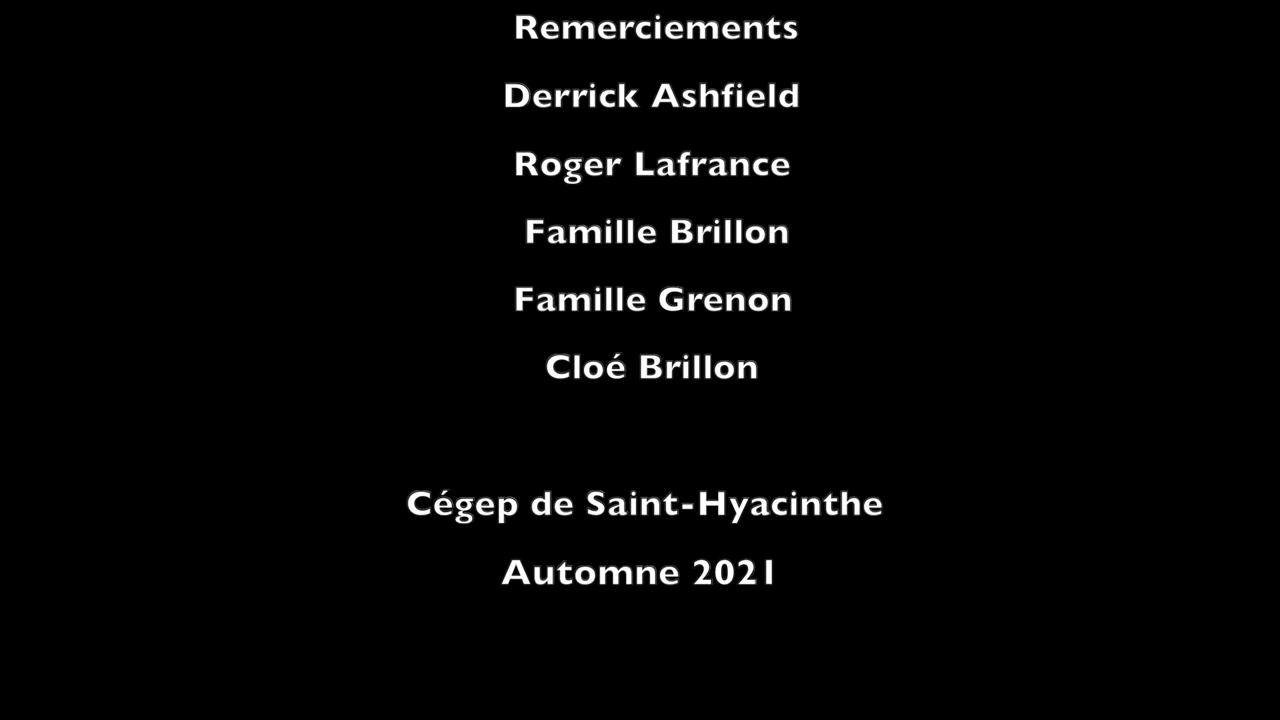 Remerciements
Derrick Ashfield
Roger Lafrance
Famille Brillon
Famille Grenon
Cloé Brillon
Cégep de Saint-Hyacinthe
Automne 2021